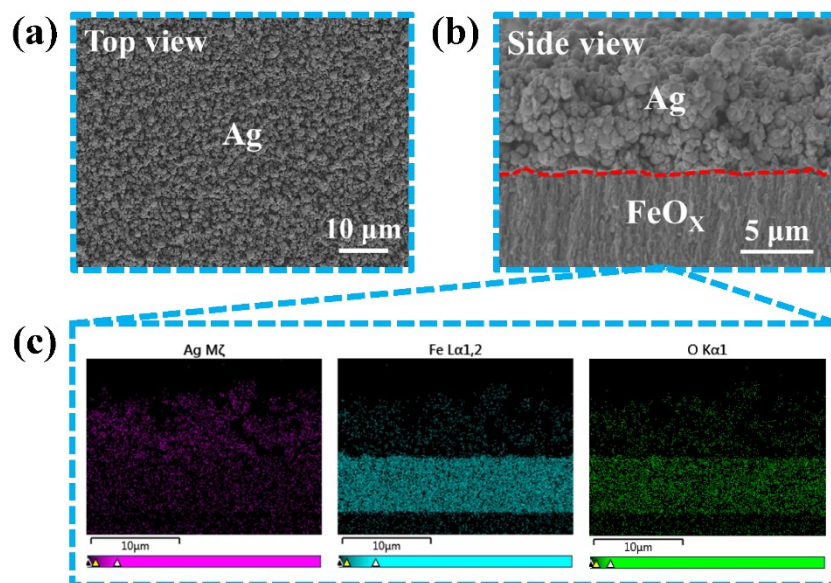 (a)
Top view
Ag
10 μm
(b)
Side view
Ag
FeOX
5 μm
(c)
Ag Mζ
Fe Lα1,2
O Kα1
10μm
10μm
10μm